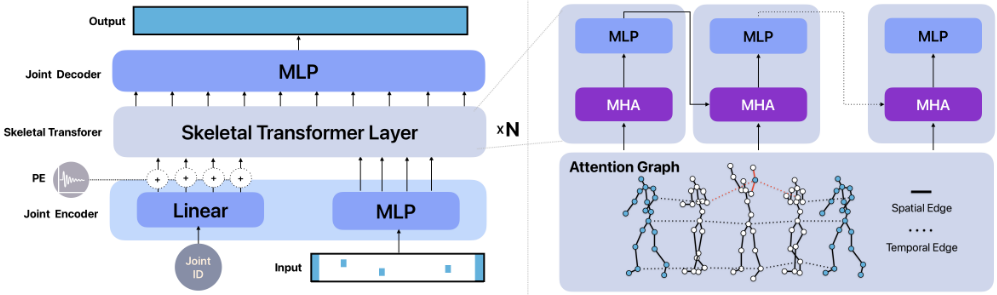 Output
Joint Decoder
MLP
Skeletal Transforer
Skeletal Transformer Layer
x N
PE
Joint Encoder
Linear
MLP
Joint
ID
Input
MLP
MLP
MLP
MHA
MHA
MHA
Attention Graph
Spatial Edge
Temporal Edge